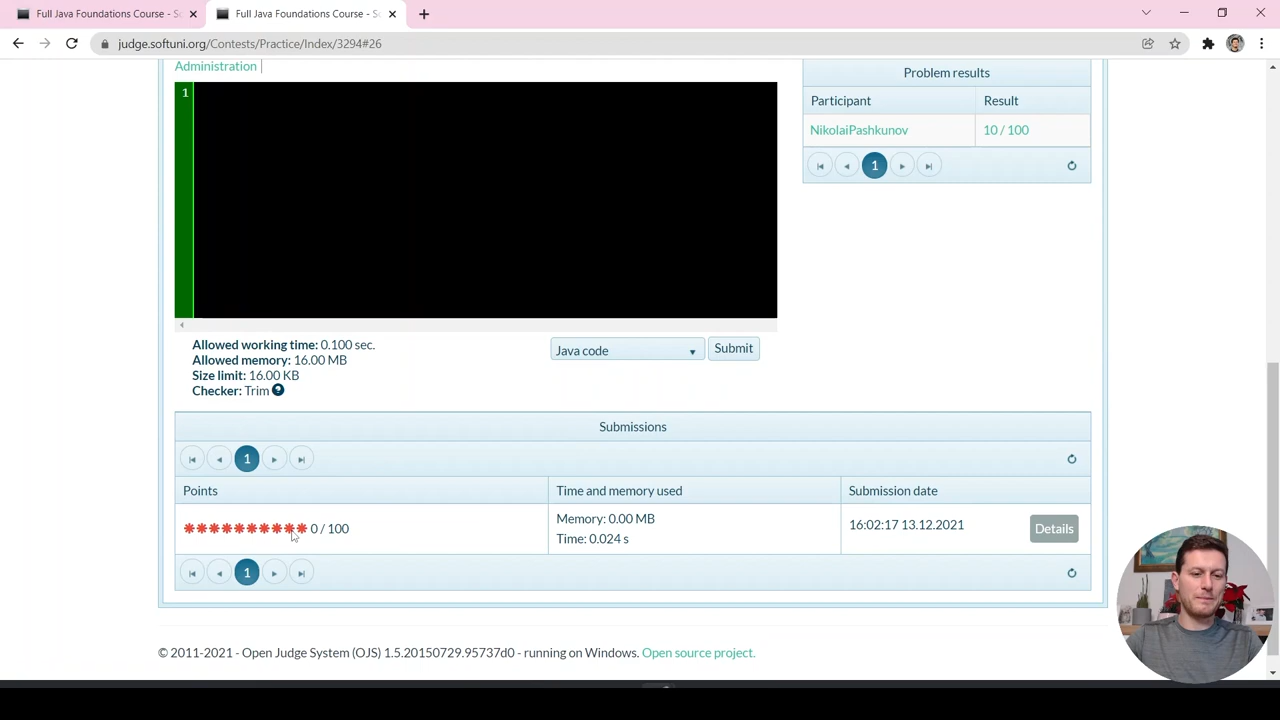 Full Java Foundations Course - S
Full Java Foundations Course - S
judge.softuni.org/Contests/Practice/Index/3294#26
Administration
1
Problem results
Participant
Result
NikolaiPashkunov
10 / 100
1
Allowed working time: 0.100 sec.
Allowed memory: 16.00 MB
Size limit: 16.00 KB
Checker: Trim ?
Java code
Submit
Submissions
1
Points
Time and memory used
Submission date
0 / 100
Memory: 0.00 MB
Time: 0.024 s
16:02:17 13.12.2021
Details
1
© 2011-2021 - Open Judge System (OJS) 1.5.20150729.95737d0 - running on Windows. Open source project.